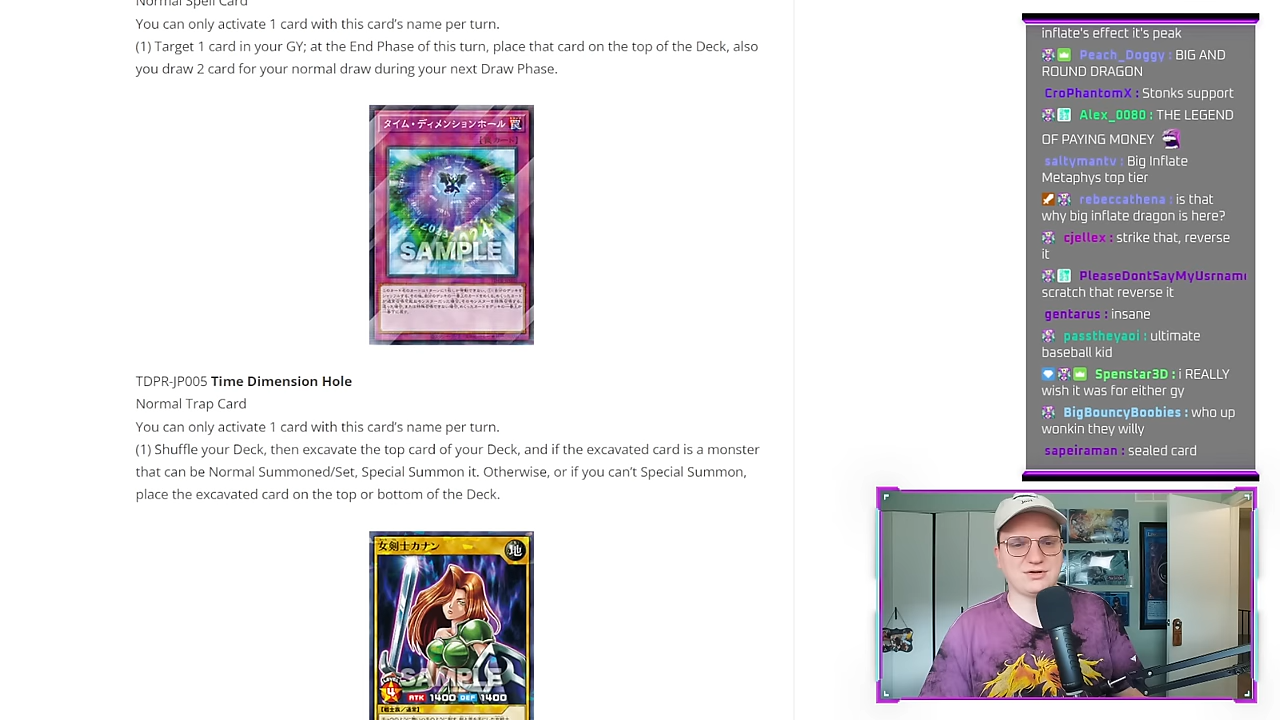 Normal Spell Card
You can only activate 1 card with this card's name per turn.
(1) Target 1 card in your GY; at the End Phase of this turn, place that card on the top of the Deck, also
you draw 2 card for your normal draw during your next Draw Phase.
タイム・ディメンションホール
SAMPLE
TDPR-JP005 Time Dimension Hole
Normal Trap Card
You can only activate 1 card with this card's name per turn.
(1) Shuffle your Deck, then excavate the top card of your Deck, and if the excavated card is a monster
that can be Normal Summoned/Set, Special Summon it. Otherwise, or if you can't Special Summon,
place the excavated card on the top or bottom of the Deck.
女剣士カナン
地
SAMPLE
LEVEL
4
ATK 1400 DEF 1400
inflate's effect it's peak
Peach_Doggy : BIG AND
ROUND DRAGON
CroPhantomX : Stonks support
Alex_0080 : THE LEGEND
OF PAYING MONEY
saltymantv : Big Inflate
Metaphys top tier
rebeccathena : is that
why big inflate dragon is here?
cjellex : strike that, reverse
it
PleaseDontSayMyUsrname
scratch that reverse it
gentarus : insane
passtheyaoi : ultimate
baseball kid
Spenstar3D : i REALLY
wish it was for either gy
BigBouncyBoobies : who up
wonkin they willy
sapeiraman : sealed card